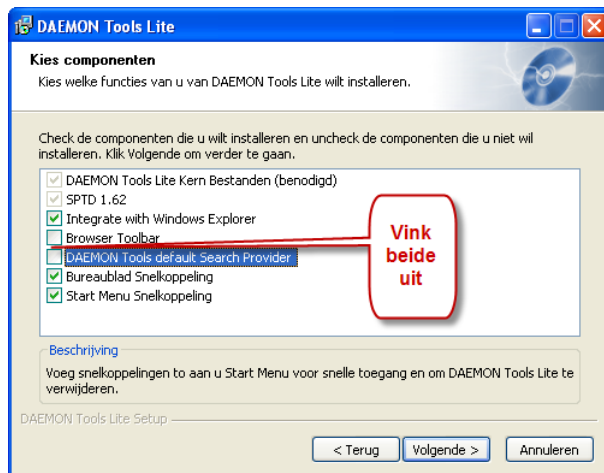 DAEMON Tools Lite
Kies componenten
Kies welke functies van u van DAEMON Tools Lite wilt installeren.
Check de componenten die u wilt installeren en uncheck de componenten die u niet wil
installeren. Klik Volgende om verder te gaan.
DAEMON Tools Lite Kern Bestanden (benodigd)
SPTD 1.62
Integrate with Windows Explorer
Browser Toolbar
DAEMON Tools default Search Provider
Bureaublad Snelkoppeling
Start Menu Snelkoppeling
Vink
beide
uit
Beschrijving
Voeg snelkoppelingen to aan u Start Menu voor snelle toegang en om DAEMON Tools Lite te
verwijderen.
DAEMON Tools Lite Setup
< Terug
Volgende >
Annuleren